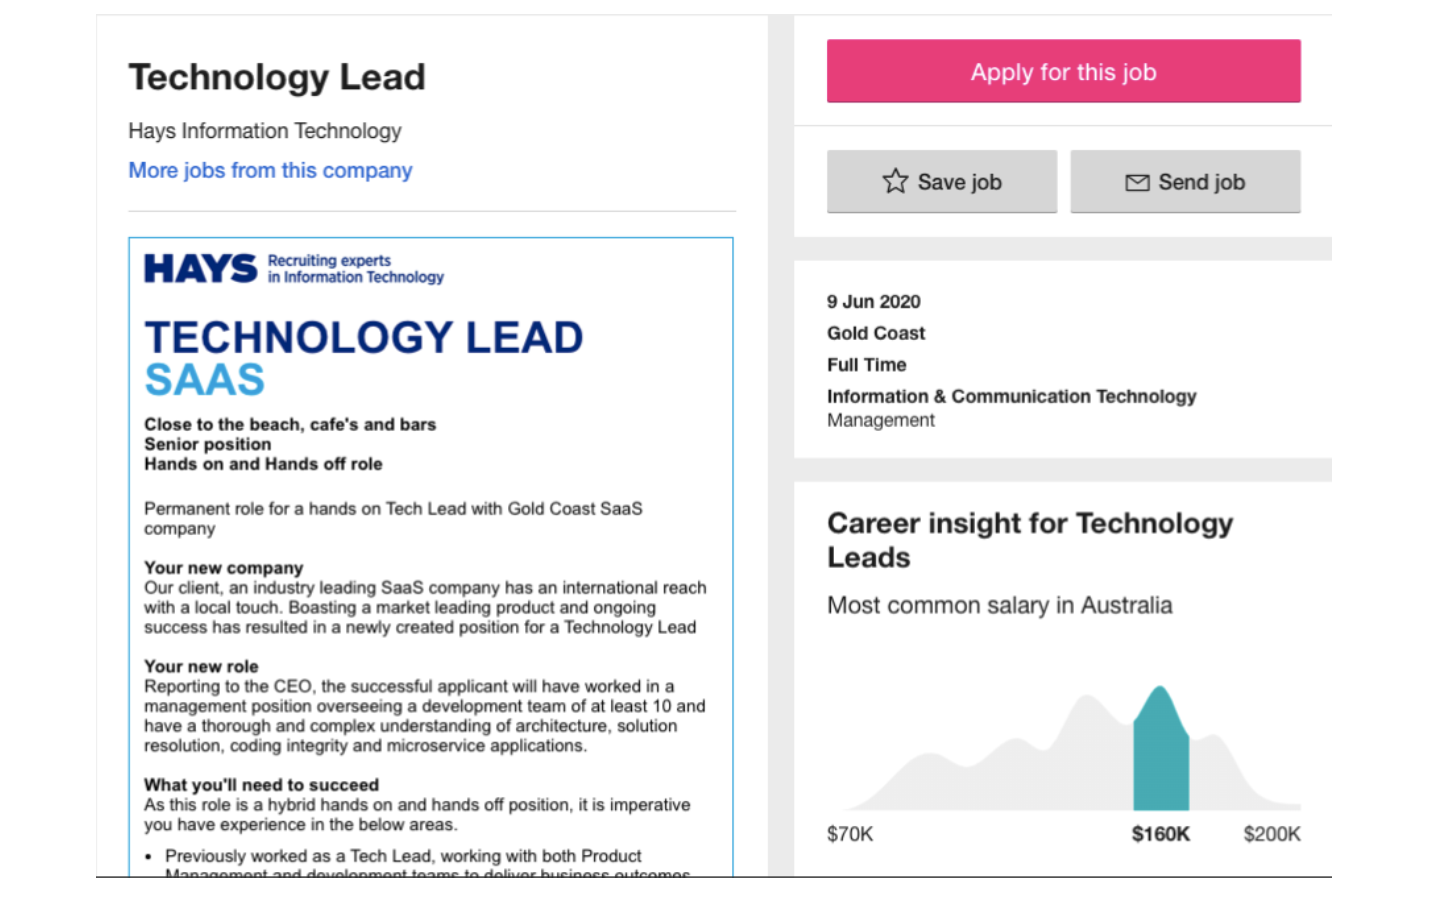 Technology Lead
Hays Information Technology
More jobs from this company
HAYS Recruiting experts
in Information Technology
TECHNOLOGY LEAD
SAAS
Close to the beach, cafe's and bars
Senior position
Hands on and Hands off role
Permanent role for a hands on Tech Lead with Gold Coast SaaS
company
Your new company
Our client, an industry leading SaaS company has an international reach
with a local touch. Boasting a market leading product and ongoing
success has resulted in a newly created position for a Technology Lead
Your new role
Reporting to the CEO, the successful applicant will have worked in a
management position overseeing a development team of at least 10 and
have a thorough and complex understanding of architecture, solution
resolution, coding integrity and microservice applications.
What you'll need to succeed
As this role is a hybrid hands on and hands off position, it is imperative
you have experience in the below areas.
• Previously worked as a Tech Lead, working with both Product
Management and development teams to deliver business outcomes
Apply for this job
Save job
Send job
9 Jun 2020
Gold Coast
Full Time
Information & Communication Technology
Management
Career insight for Technology
Leads
Most common salary in Australia
$70K $160K $200K